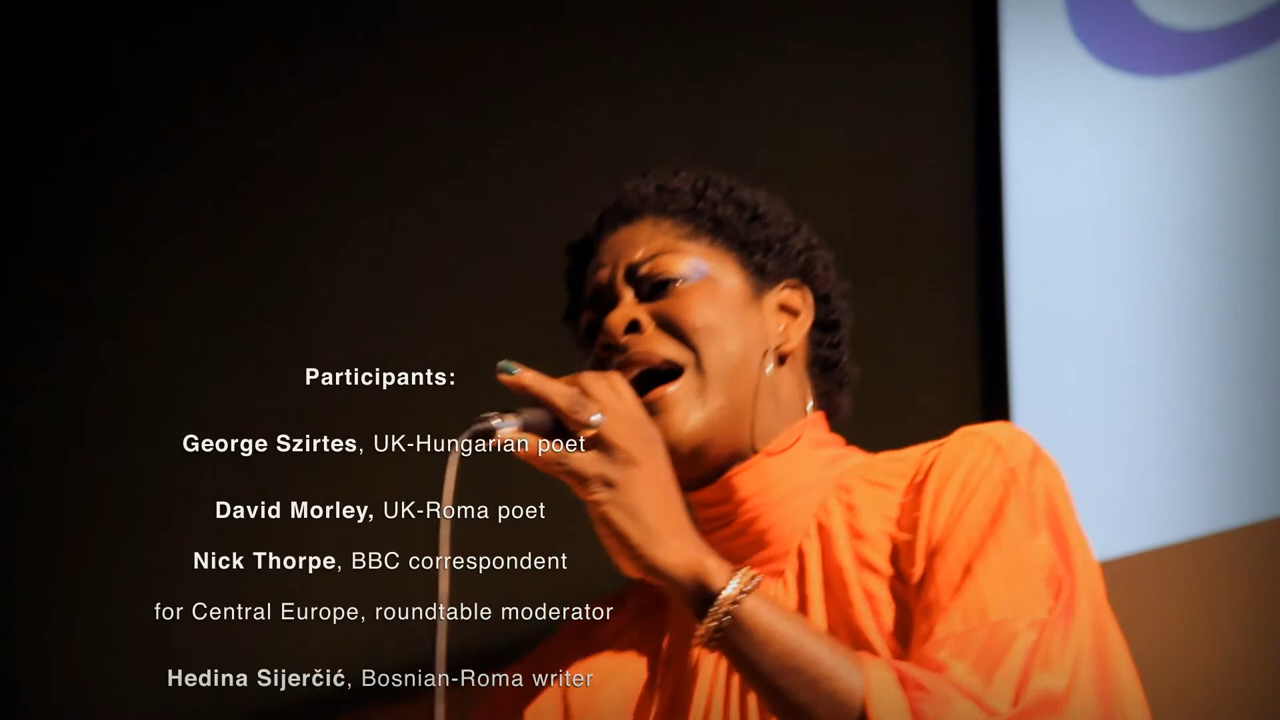 Participants:
George Szirtes, UK-Hungarian poet
David Morley, UK-Roma poet
Nick Thorpe, BBC correspondent
for Central Europe, roundtable moderator
Hedina Sijerčić, Bosnian-Roma writer